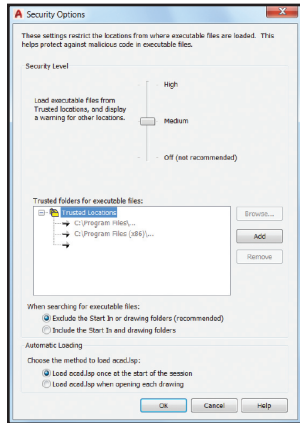 Security Options
These settings restrict the locations from where executable files are loaded. This
helps protect against malicious code in executable files.
Security Level
High
Load executable files from
Trusted locations, and display
a warning for other locations.
Medium
Off (not recommended)
Trusted folders for executable files:
Trusted Locations
C:\Program Files\,...
C:\Program Files (x86)\,...
Browse...
Add
Remove
When searching for executable files:
Exclude the Start In or drawing folders (recommended)
Include the Start In and drawing folders
Automatic Loading
Choose the method to load acad.lsp:
Load acad.lsp once at the start of the session
Load acad.lsp when opening each drawing
OK
Cancel
Help